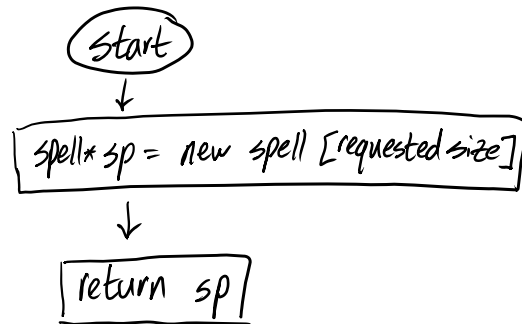 start
spell* sp = new spell [requested size]
return sp